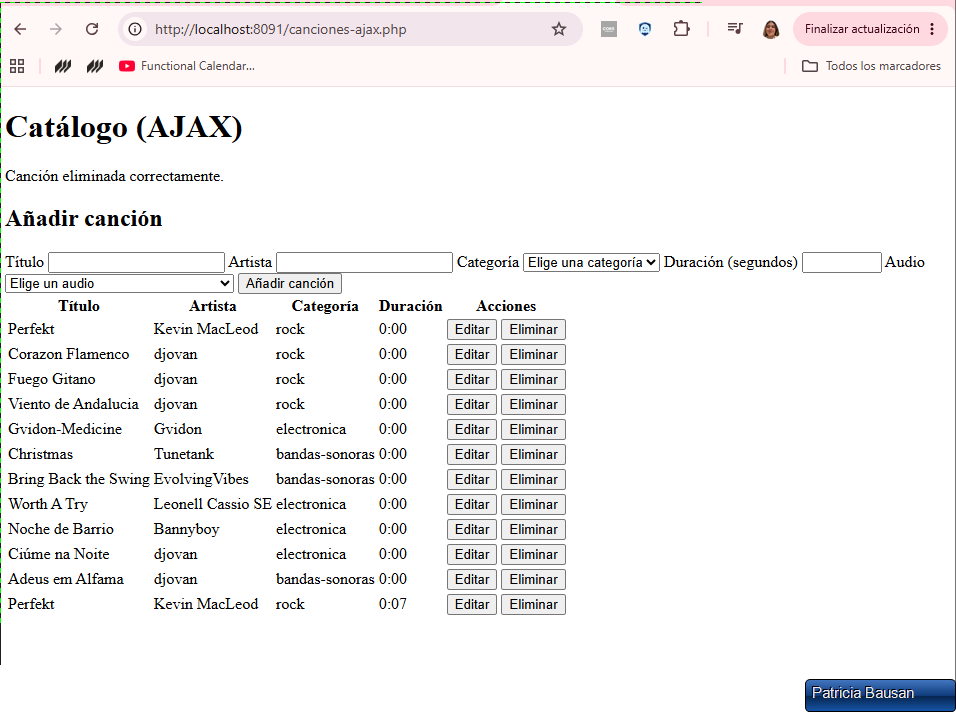 http://localhost:8091/canciones-ajax.php Finalizar actualización
Functional Calendar... Todos los marcadores
Catálogo (AJAX)
Canción eliminada correctamente.
Añadir canción
Título Artista Categoría Elige una categoría Duración (segundos) Audio
Elige un audio Añadir canción
Título Artista Categoría Duración Acciones
Perfekt Kevin MacLeod rock 0:00 Editar Eliminar
Corazon Flamenco djovan rock 0:00 Editar Eliminar
Fuego Gitano djovan rock 0:00 Editar Eliminar
Viento de Andalucia djovan rock 0:00 Editar Eliminar
Gvidon-Medicine Gvidon electronica 0:00 Editar Eliminar
Christmas Tunetank bandas-sonoras 0:00 Editar Eliminar
Bring Back the Swing EvolvingVibes bandas-sonoras 0:00 Editar Eliminar
Worth A Try Leonell Cassio SE electronica 0:00 Editar Eliminar
Noche de Barrio Bannyboy electronica 0:00 Editar Eliminar
Ciúme na Noite djovan electronica 0:00 Editar Eliminar
Adeus em Alfama djovan bandas-sonoras 0:00 Editar Eliminar
Perfekt Kevin MacLeod rock 0:07 Editar Eliminar
Patricia Bausan